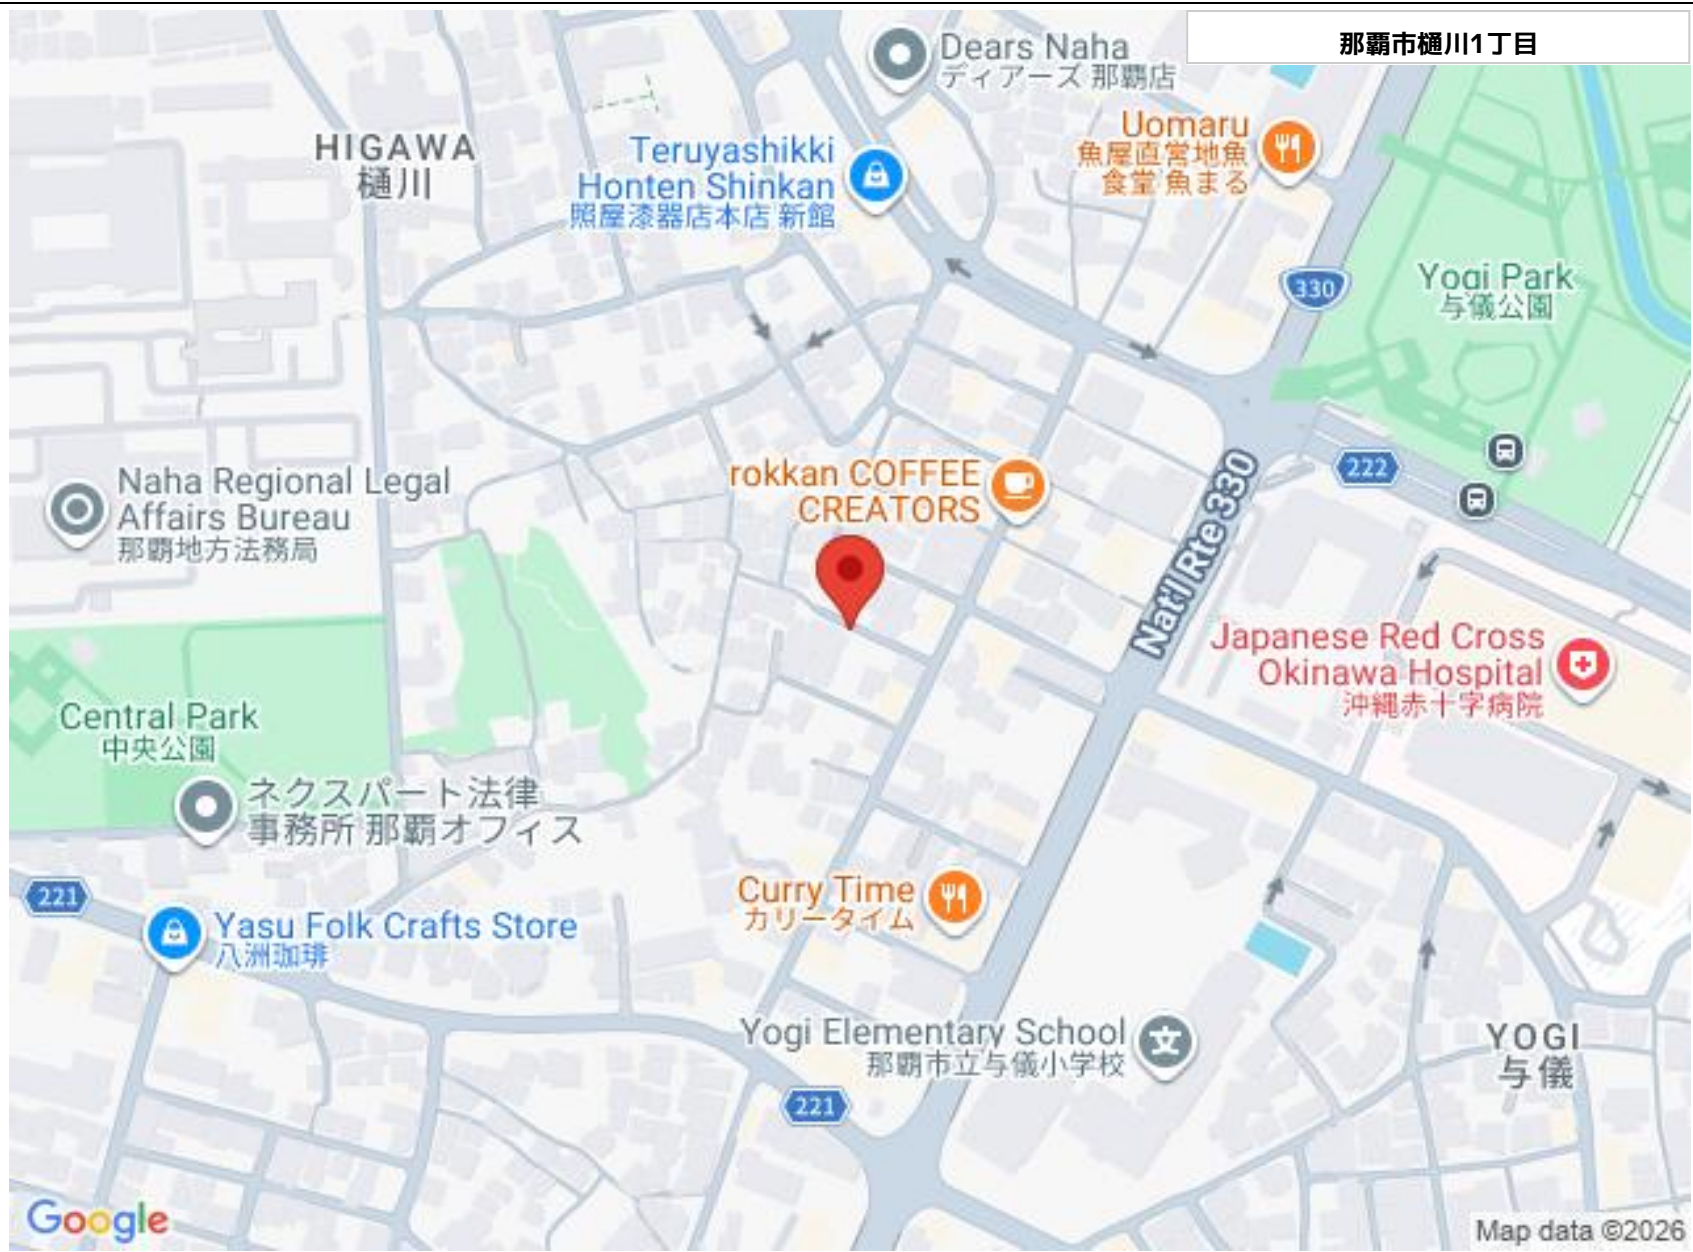 那覇市樋川1丁目
Dears Naha
ディアーズ 那覇店
HIGAWA
樋川
Teruyashikki
Honten Shinkan
照屋漆器店本店 新館
Uomaru
魚屋直営地魚
食堂 魚まる
330
Yogi Park
与儀公園
222
Naha Regional Legal
Affairs Bureau
那覇地方法務局
rokkan COFFEE
CREATORS
Nat'l Rte 330
Japanese Red Cross
Okinawa Hospital
沖縄赤十字病院
Central Park
中央公園
ネクスパート法律
事務所 那覇オフィス
221
Yasu Folk Crafts Store
八洲珈琲
Curry Time
カリータイム
Yogi Elementary School
那覇市立与儀小学校
文
YOGI
与儀
221
Google
Map data ©2026